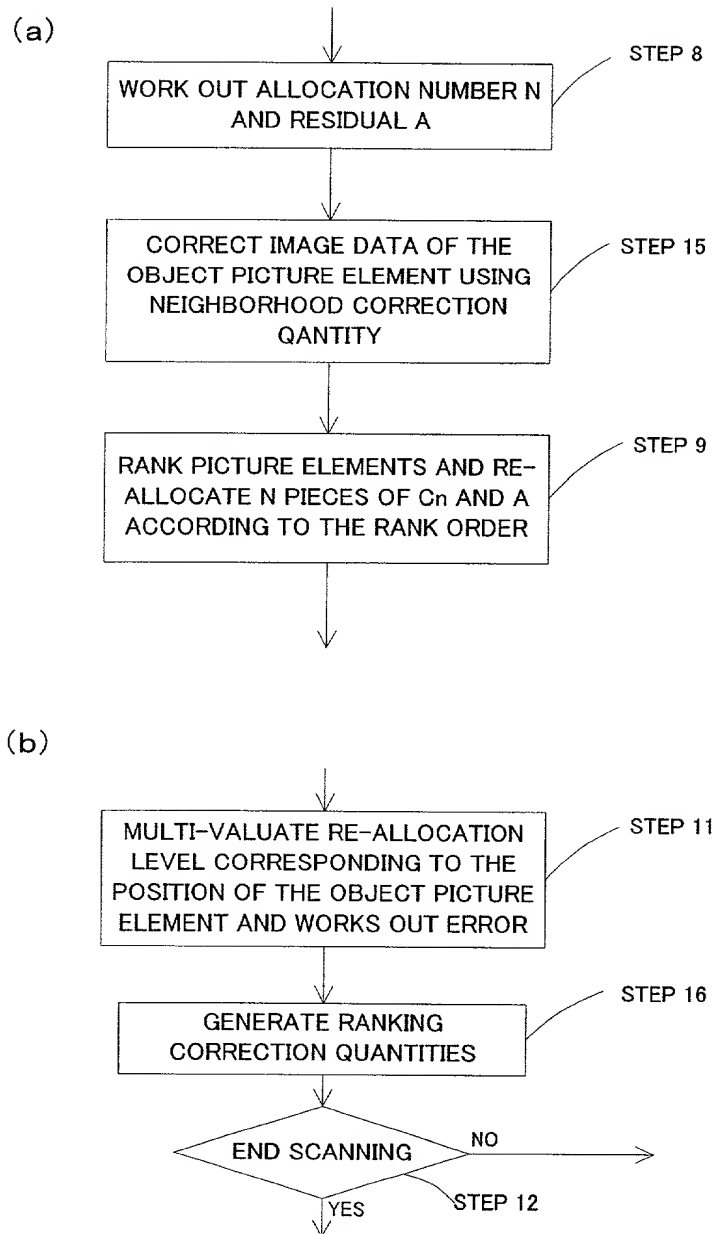 (a)
STEP 8
WORK OUT ALLOCATION NUMBER N
AND RESIDUAL A
STEP 15
CORRECT IMAGE DATA OF THE
OBJECT PICTURE ELEMENT USING
NEIGHBORHOOD CORRECTION
QANTITY
STEP 9
RANK PICTURE ELEMENTS AND RE-
ALLOCATE N PIECES OF Cn AND A
ACCORDING TO THE RANK ORDER
(b)
STEP 11
MULTI-VALUATE RE-ALLOCATION
LEVEL CORRESPONDING TO THE
POSITION OF THE OBJECT PICTURE
ELEMENT AND WORKS OUT ERROR
STEP 16
GENERATE RANKING
CORRECTION QUANTITIES
END SCANNING
NO
STEP 12
YES